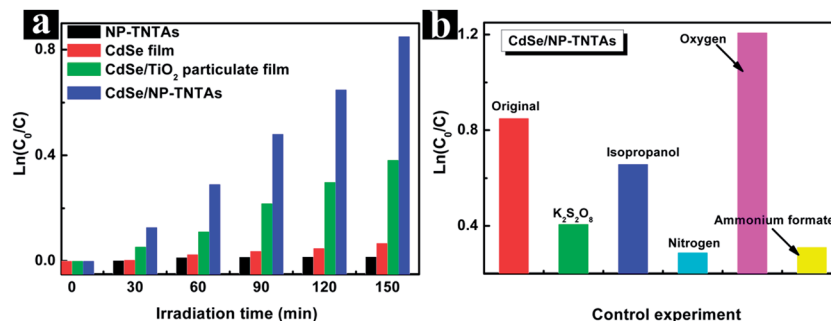 a
NP-TNTAs
CdSe film
CdSe/TiO₂ particulate film
CdSe/NP-TNTAs
Ln(C₀/C)
0.8
0.4
0.0
0 30 60 90 120 150
Irradiation time (min)
b
CdSe/NP-TNTAs
Oxygen
Original
Isopropanol
K₂S₂O₈
Nitrogen
Ammonium formate
Ln(C₀/C)
1.2
0.8
0.4
Control experiment